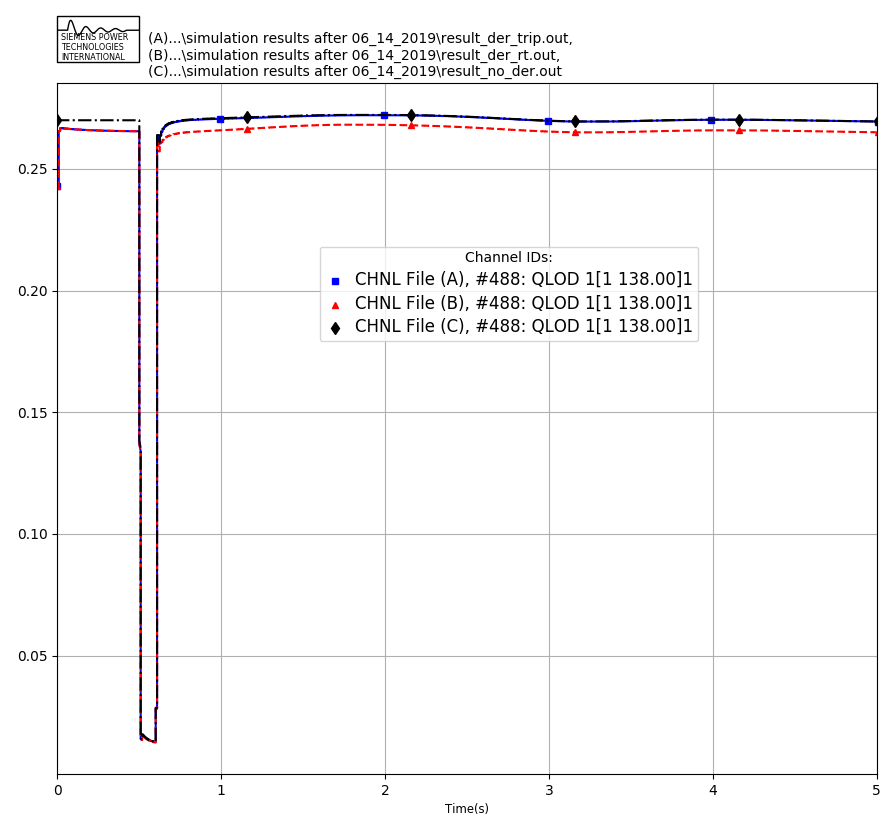 SIEMENS POWER
TECHNOLOGIES
INTERNATIONAL
(A)...\simulation results after 06_14_2019\result_der_trip.out,
(B)...\simulation results after 06_14_2019\result_der_rt.out,
(C)...\simulation results after 06_14_2019\result_no_der.out
0.25
0.20
0.15
0.10
0.05
Channel IDs:
CHNL File (A), #488: QLOD 1[1 138.00]1
CHNL File (B), #488: QLOD 1[1 138.00]1
CHNL File (C), #488: QLOD 1[1 138.00]1
0 1 2 3 4 5
Time(s)